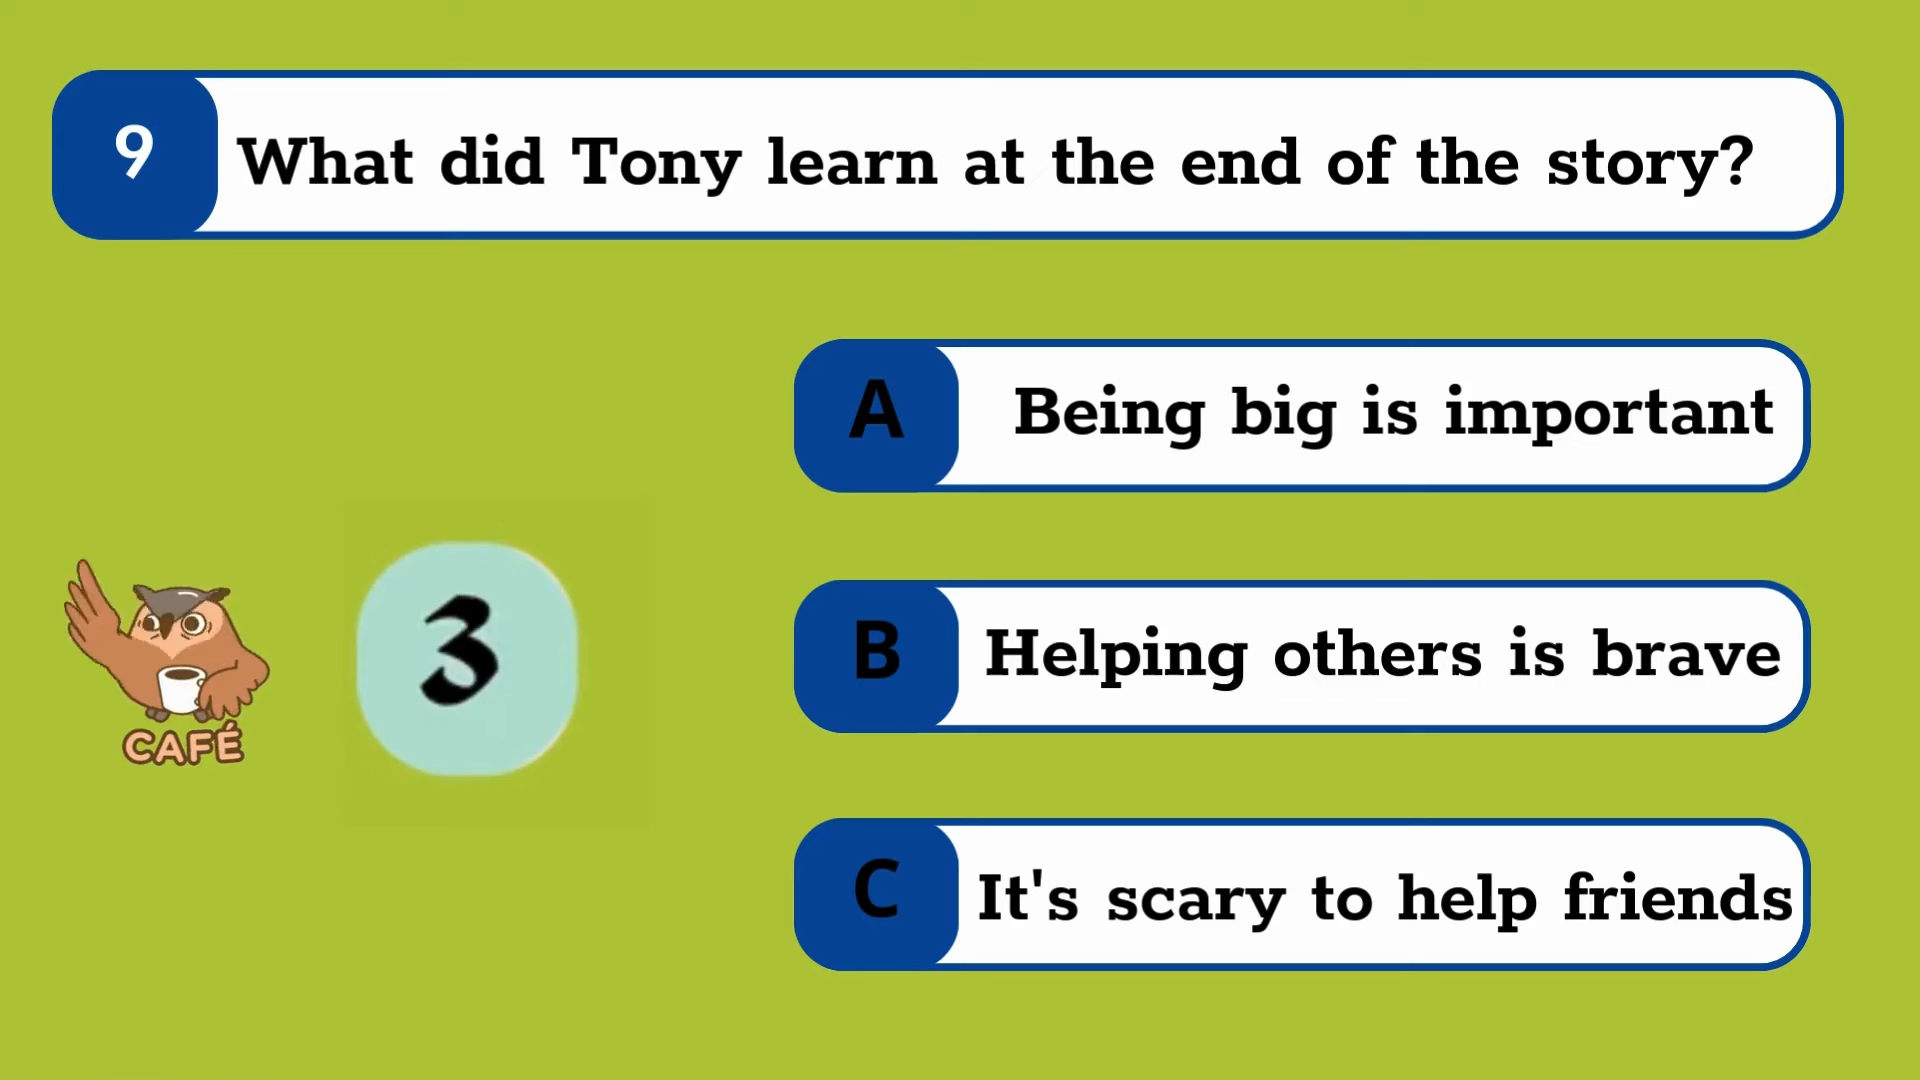 9 What did Tony learn at the end of the story?
A Being big is important
B Helping others is brave
C It's scary to help friends
3
CAFÉ